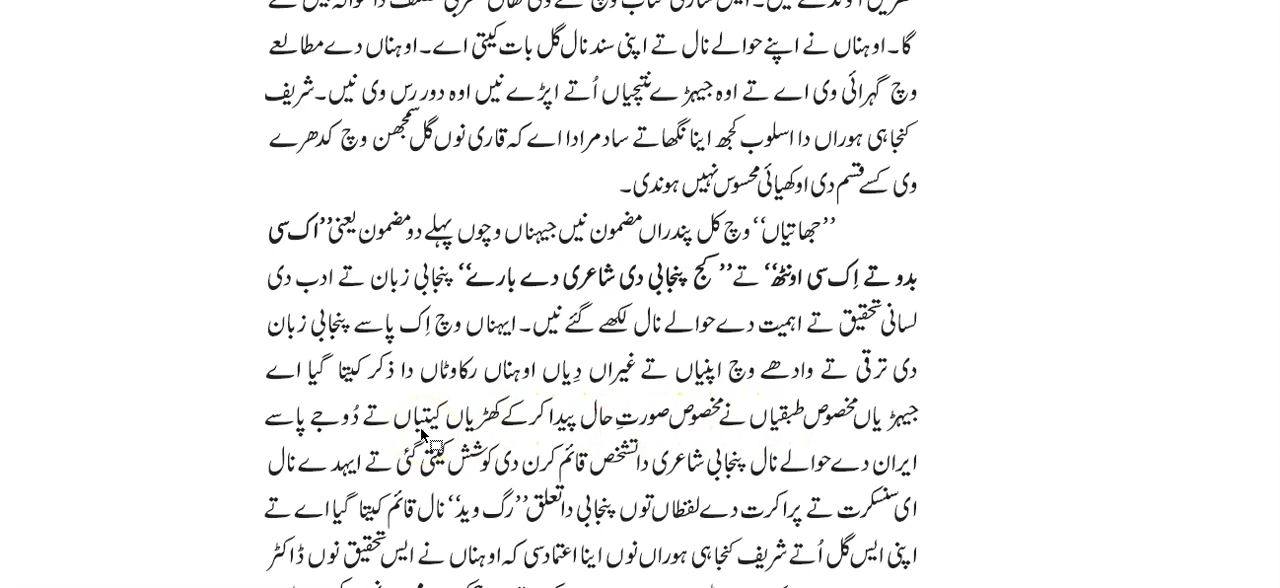 گا۔ اوہناں نے اپنے حوالے نال تے اپنی سند نال گل بات کیتی اے۔ اوہناں دے مطالعے
وچ گہرائی وی اے تے اوہ جیہڑے نتیجیاں اُتے اپڑے نیں اوہ دور رس وی نیں۔ شریف
کنجاہی ہوراں دا اسلوب کجھ اینا نگھا تے ساد مرادا اے کہ قاری نوں گل سمجھن وچ کدھرے
وی کسے قسم دی اوکھیائی محسوس نہیں ہوندی۔
’’جھاتیاں‘‘ وچ کل پندراں مضمون نیں جیہناں وچوں پہلے دو مضمون یعنی ’’اک سی
بدو تے اِک سی اونٹھ‘‘ تے ’’کجُ پنجابی دی شاعری دے بارے‘‘ پنجابی زبان تے ادب دی
لسانی تحقیق تے اہمیت دے حوالے نال لکھے گئے نیں۔ ایہناں وچ اِک پاسے پنجابی زبان
دی ترقی تے وادھے وچ اپنیاں تے غیراں دِیاں اوہناں رکاوٹاں دا ذکر کیتا گیا اے
جیہڑیاں مخصوص طبقیاں نے مخصوص صورتِ حال پیدا کر کے کھڑیاں کیتیاں تے دُوجے پاسے
ایران دے حوالے نال پنجابی شاعری دا تشخص قائم کرن دی کوشش کیتی گئی تے ایہدے نال
ای سنسکرت تے پراکرت دے لفظاں توں پنجابی دا تعلق ’’رگ وید‘‘ نال قائم کیتا گیا اے تے
اپنی ایس گل اُتے شریف کنجاہی ہوراں نوں اینا اعتماد سی کہ اوہناں نے ایس تحقیق نوں ڈاکٹر